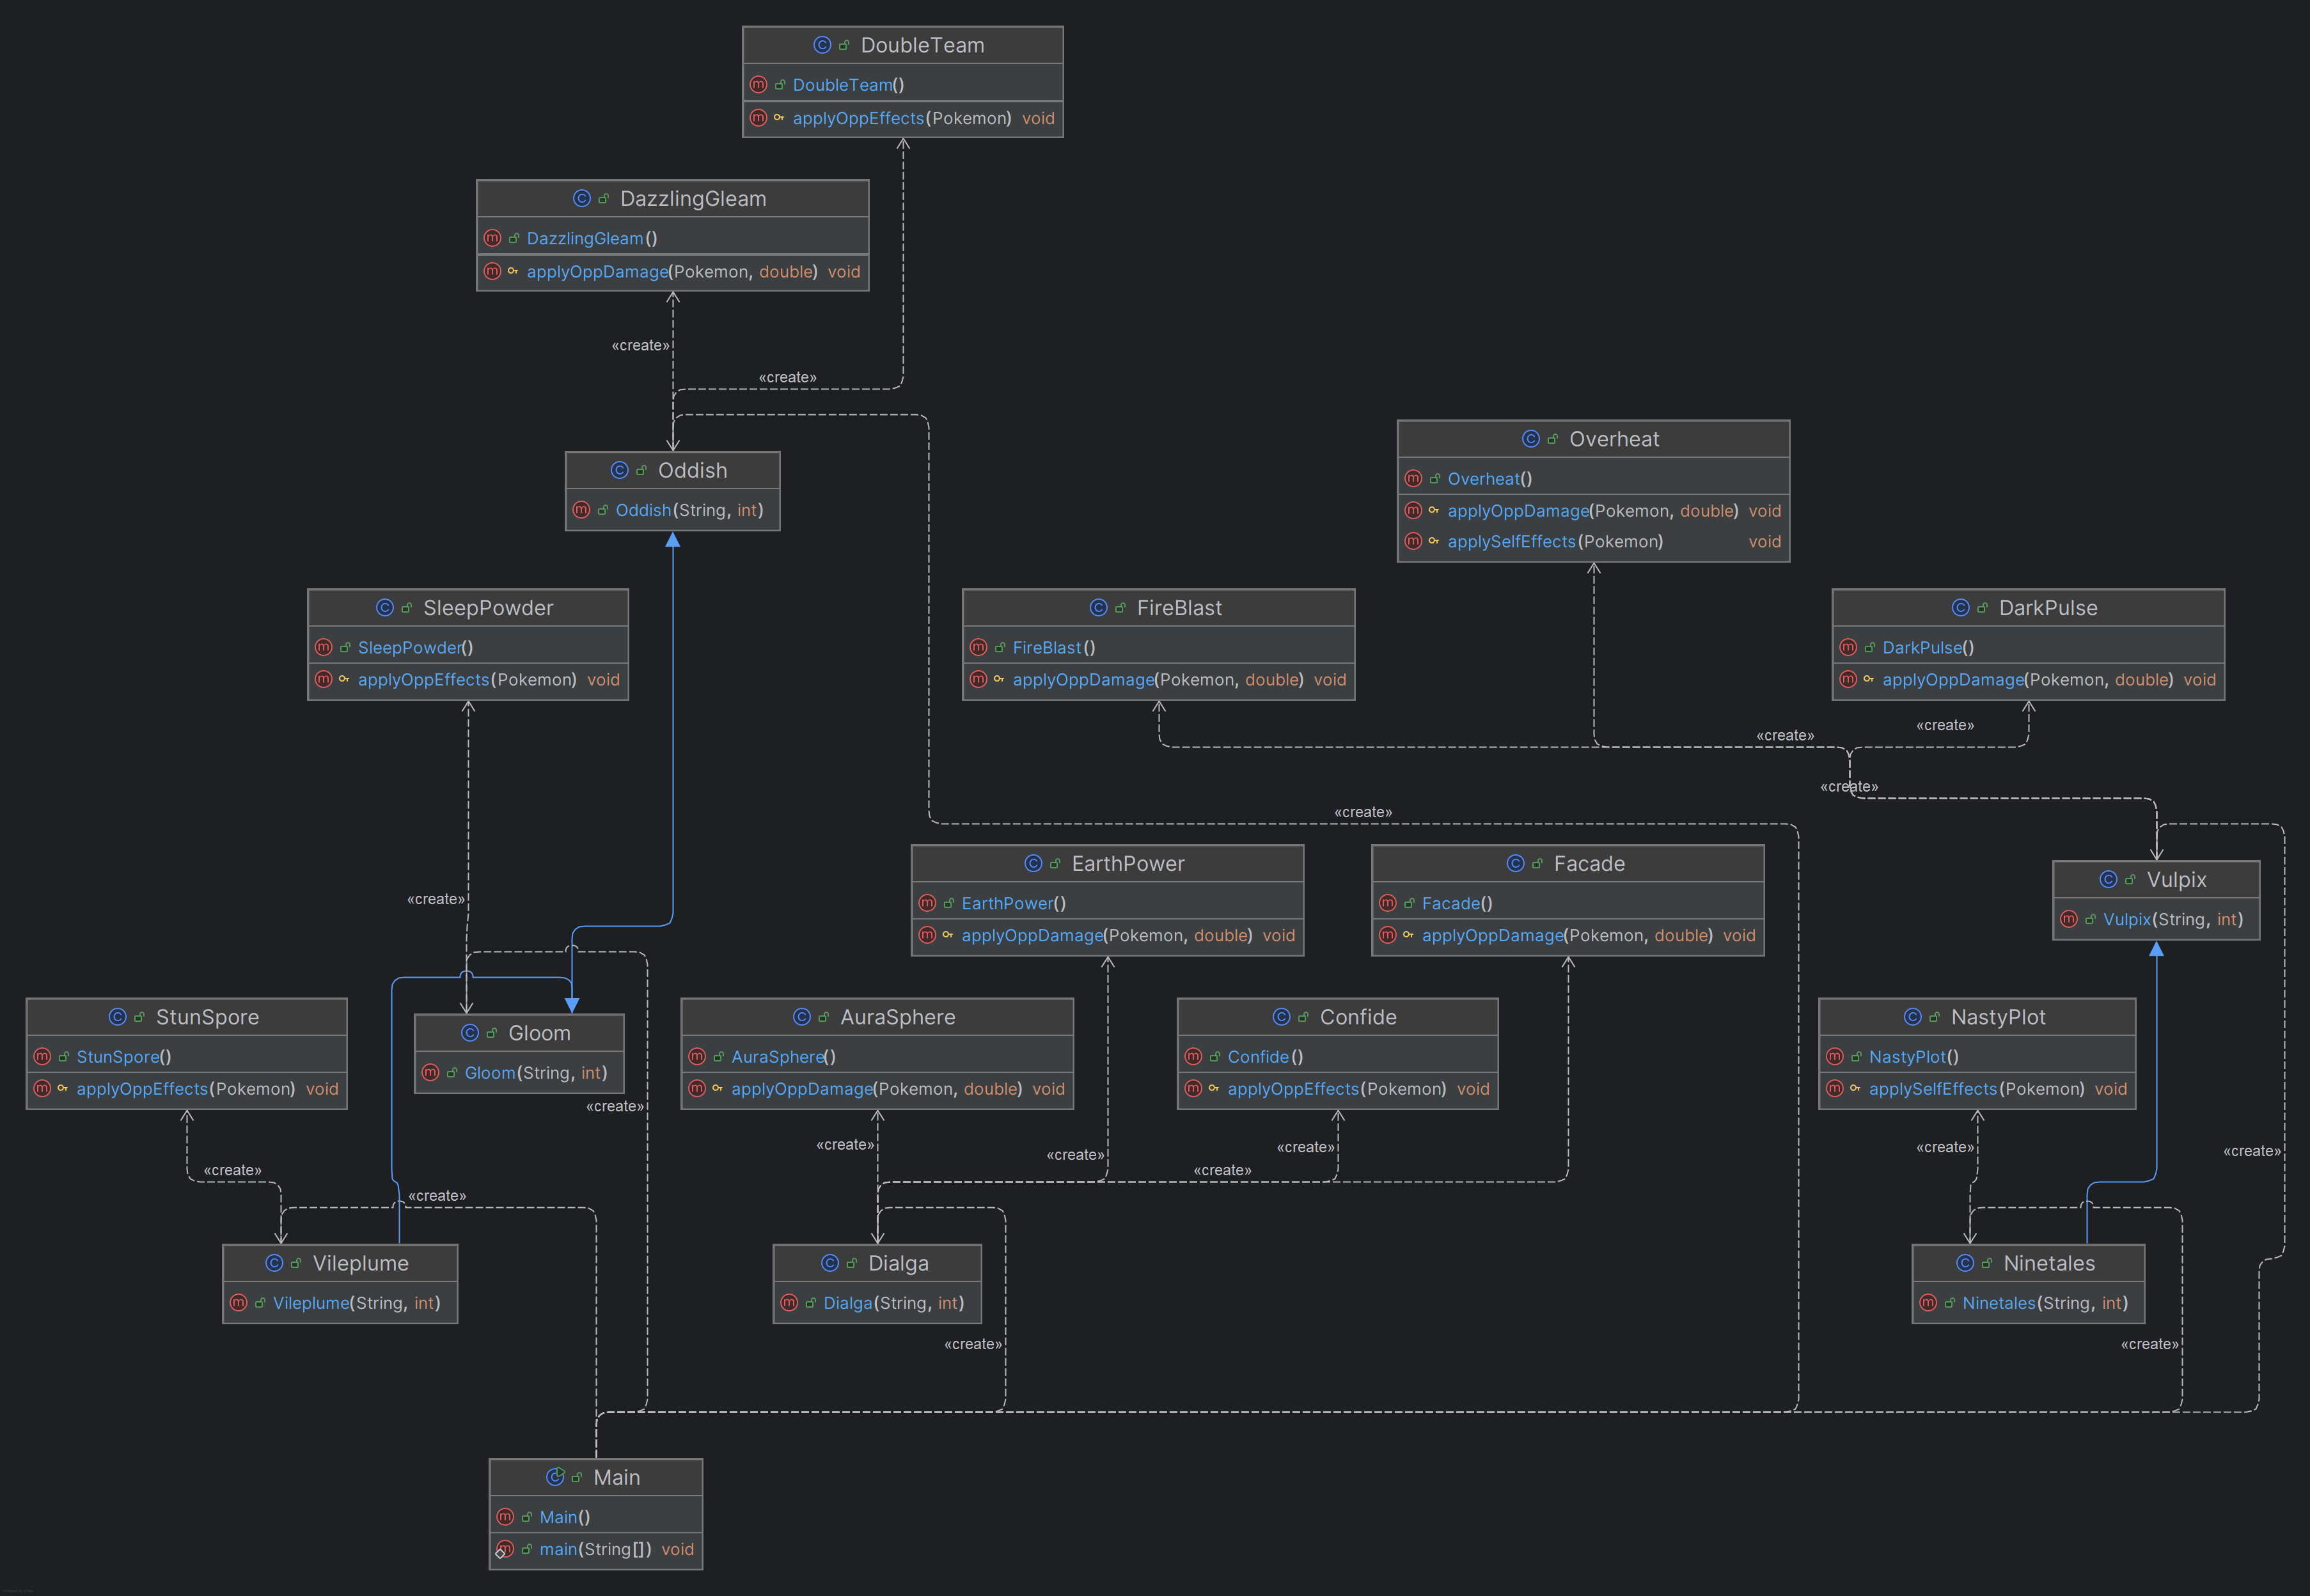 DoubleTeam
DoubleTeam()
applyOppEffects(Pokemon) void
DazzlingGleam
DazzlingGleam()
applyOppDamage(Pokemon, double) void
«create»
«create»
Oddish
Oddish(String, int)
Overheat
Overheat()
applyOppDamage(Pokemon, double) void
applySelfEffects(Pokemon) void
SleepPowder
SleepPowder()
applyOppEffects(Pokemon) void
FireBlast
FireBlast()
applyOppDamage(Pokemon, double) void
DarkPulse
DarkPulse()
applyOppDamage(Pokemon, double) void
«create»
«create»
«create»
«create»
EarthPower
EarthPower()
applyOppDamage(Pokemon, double) void
Facade
Facade()
applyOppDamage(Pokemon, double) void
Vulpix
Vulpix(String, int)
«create»
StunSpore
StunSpore()
applyOppEffects(Pokemon) void
Gloom
Gloom(String, int)
«create»
AuraSphere
AuraSphere()
applyOppDamage(Pokemon, double) void
Confide
Confide()
applyOppEffects(Pokemon) void
NastyPlot
NastyPlot()
applySelfEffects(Pokemon) void
«create»
«create»
«create»
«create»
«create»
«create»
«create»
«create»
Vileplume
Vileplume(String, int)
Dialga
Dialga(String, int)
Ninetales
Ninetales(String, int)
«create»
«create»
Main
Main()
main(String[]) void